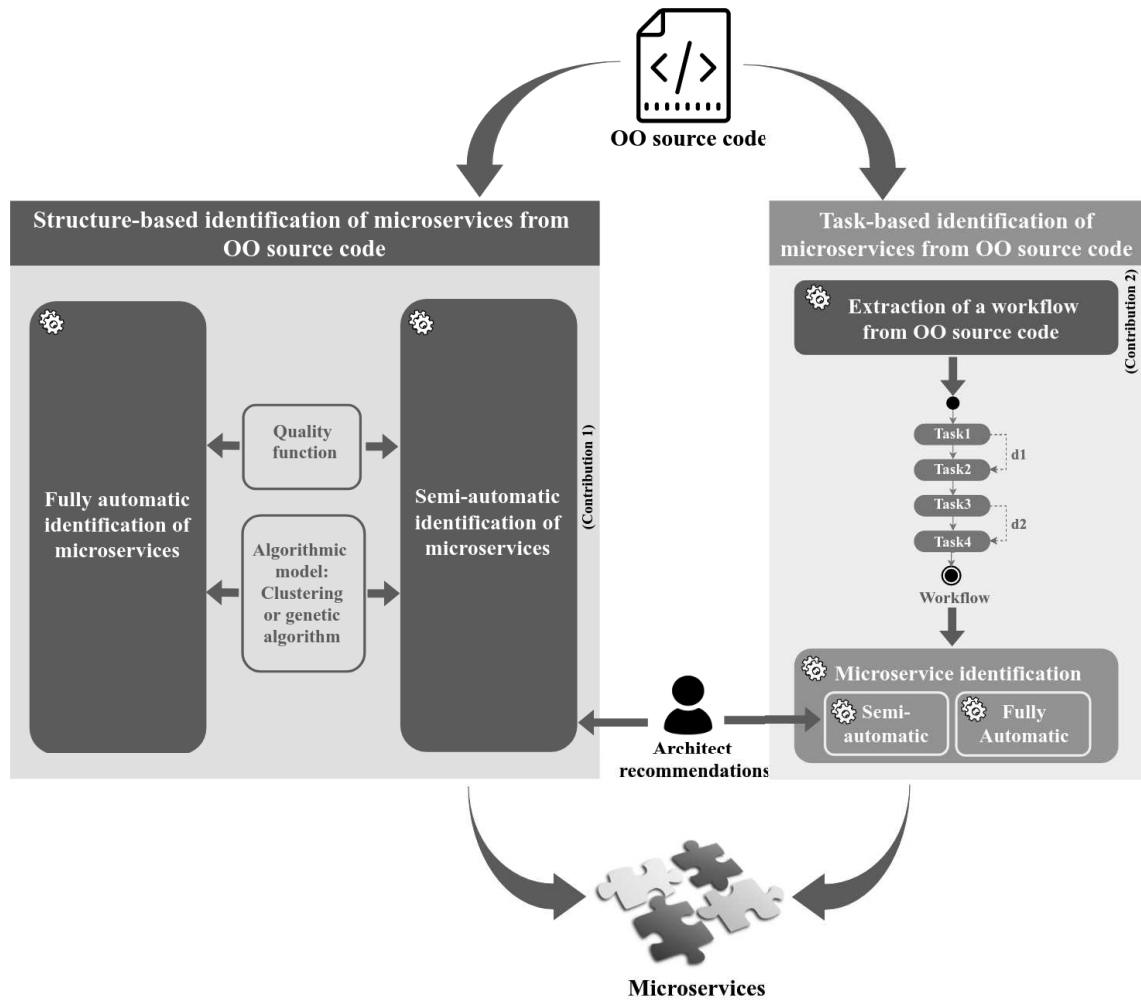 OO source code
Structure-based identification of microservices from
OO source code
Fully automatic
identification of
microservices
Quality
function
Algorithmic
model:
Clustering
or genetic
algorithm
Semi-automatic
identification of
microservices
(Contribution 1)
Task-based identification of
microservices from OO source code
(Contribution 2)
Extraction of a workflow
from OO source code
Task1
d1
Task2
Task3
d2
Task4
Workflow
Microservice identification
Semi-
automatic
Fully
Automatic
Architect
recommendations
Microservices